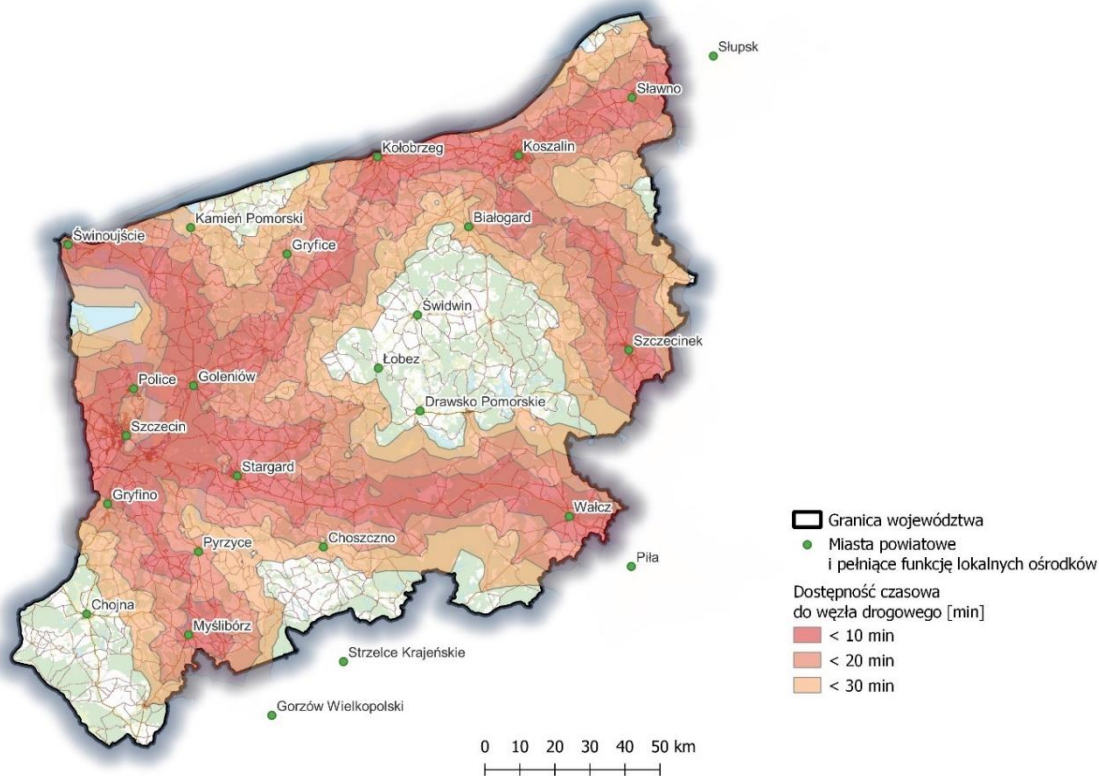 Słupsk
Sławno
Kołobrzeg
Koszalin
Kamień Pomorski
Białogard
Świnoujście
Gryfice
Świdwin
Szczecinek
Łobez
Police
Goleniów
Drawsko Pomorskie
Szczecin
Stargard
Gryfino
Wałcz
Pyrzyce
Choszczno
Piła
Chojna
Myślibórz
Strzelce Krajeńskie
Gorzów Wielkopolski
Granica województwa
Miasta powiatowe
i pełniące funkcję lokalnych ośrodków
Dostępność czasowa
do węzła drogowego [min]
< 10 min
< 20 min
< 30 min
0 10 20 30 40 50 km